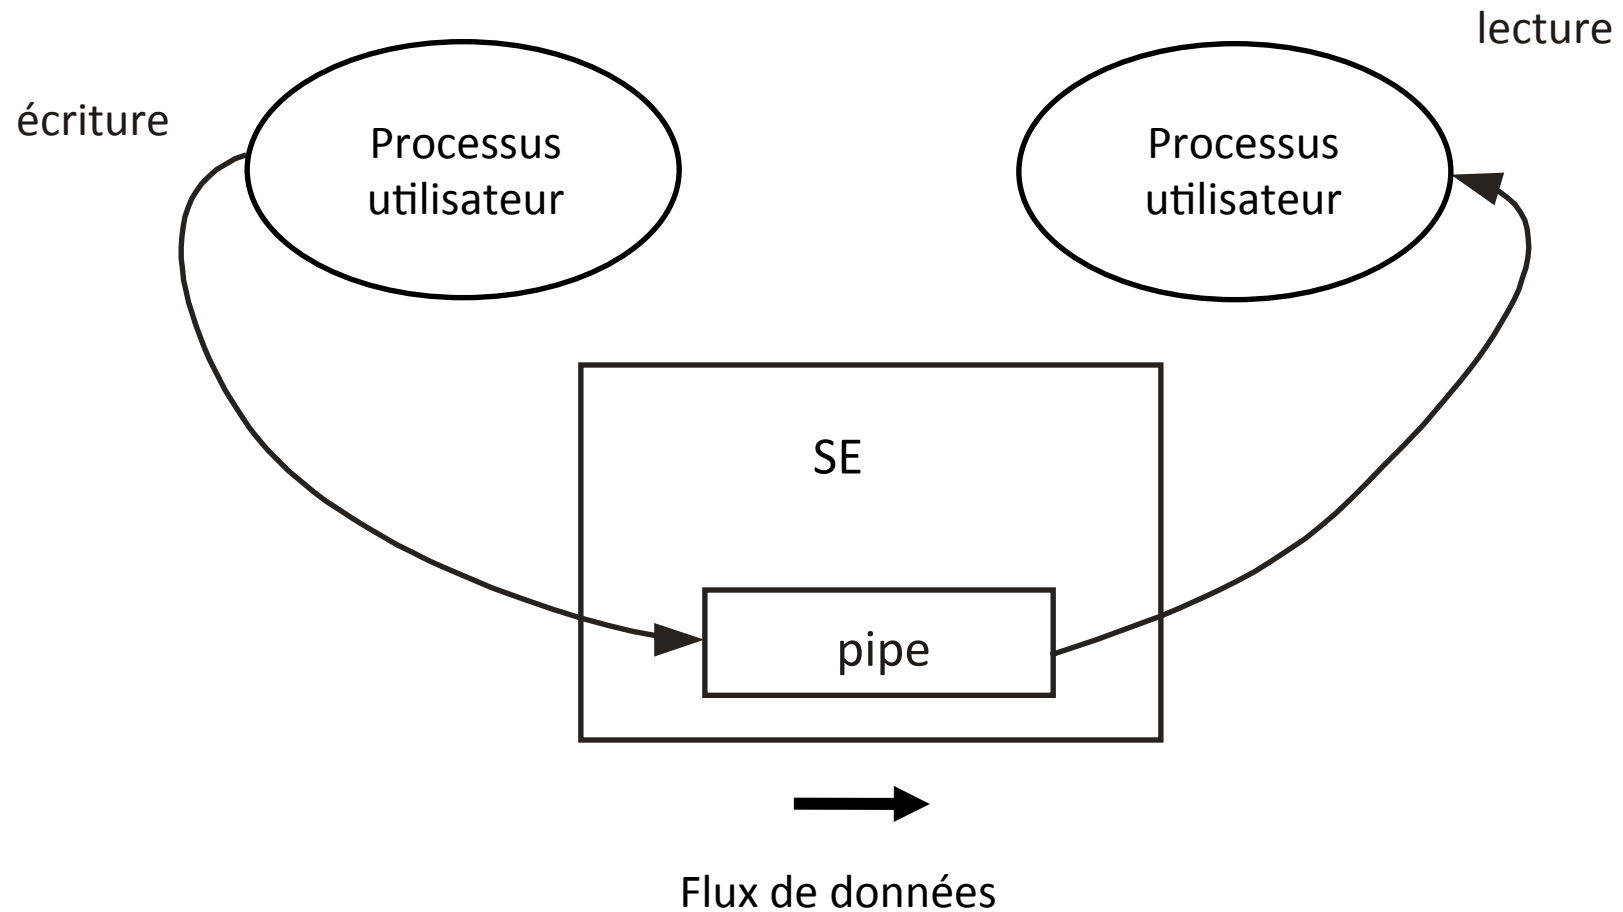 lecture
écriture
Processus
utilisateur
Processus
utilisateur
SE
pipe
Flux de données